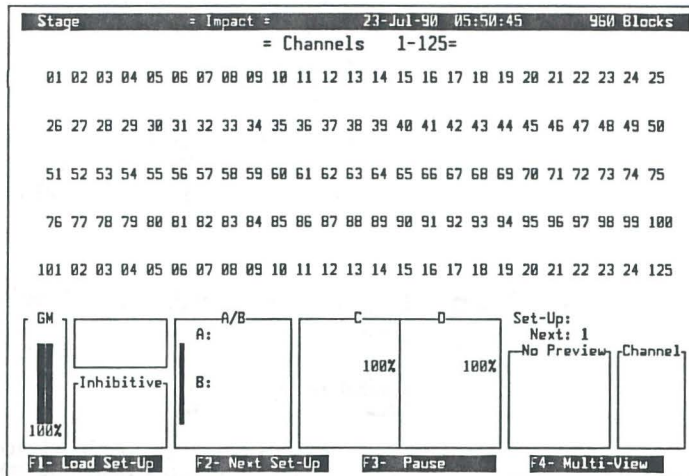 Stage = Impact = 23-Jul-90 05:50:45 960 Blocks
= Channels 1-125=
01 02 03 04 05 06 07 08 09 10 11 12 13 14 15 16 17 18 19 20 21 22 23 24 25
26 27 28 29 30 31 32 33 34 35 36 37 38 39 40 41 42 43 44 45 46 47 48 49 50
51 52 53 54 55 56 57 58 59 60 61 62 63 64 65 66 67 68 69 70 71 72 73 74 75
76 77 78 79 80 81 82 83 84 85 86 87 88 89 90 91 92 93 94 95 96 97 98 99 100
101 02 03 04 05 06 07 08 09 10 11 12 13 14 15 16 17 18 19 20 21 22 23 24 125
GM A/B C D Set-Up:
A: Next: 1
No Preview Channel
100% 100%
Inhibitive B:
100%
F1- Load Set-Up F2- Next Set-Up F3- Pause F4- Multi-View